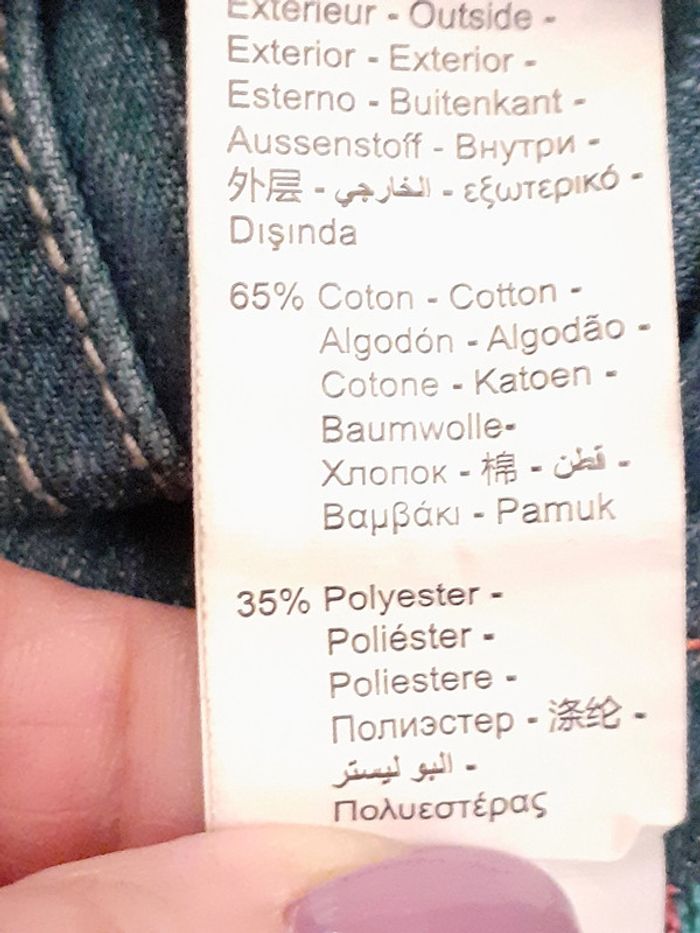 Extérieur - Outside -
Exterior - Exterior -
Esterno - Buitenkant -
Aussenstoff - Внутри -
外层 - الخارجي - εξωτερικό -
Dışında
65% Coton - Cotton -
Algodón - Algodão -
Cotone - Katoen -
Baumwolle-
Хлопок - 棉 - قطن -
Βαμβάκι - Pamuk
35% Polyester -
Poliéster -
Poliestere -
Полиэстер - 涤纶 -
البو ليستر -
Πολυεστέρας